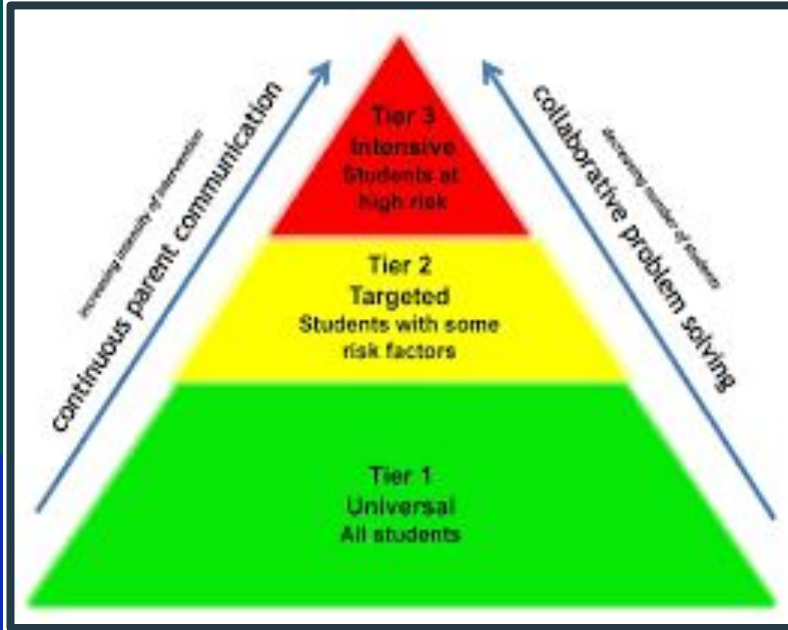 Tier 3
Intensive
Students at
high risk
Tier 2
Targeted
Students with some
risk factors
Tier 1
Universal
All students
increasing intensity of intervention
continuous parent communication
decreasing number of students
collaborative problem solving